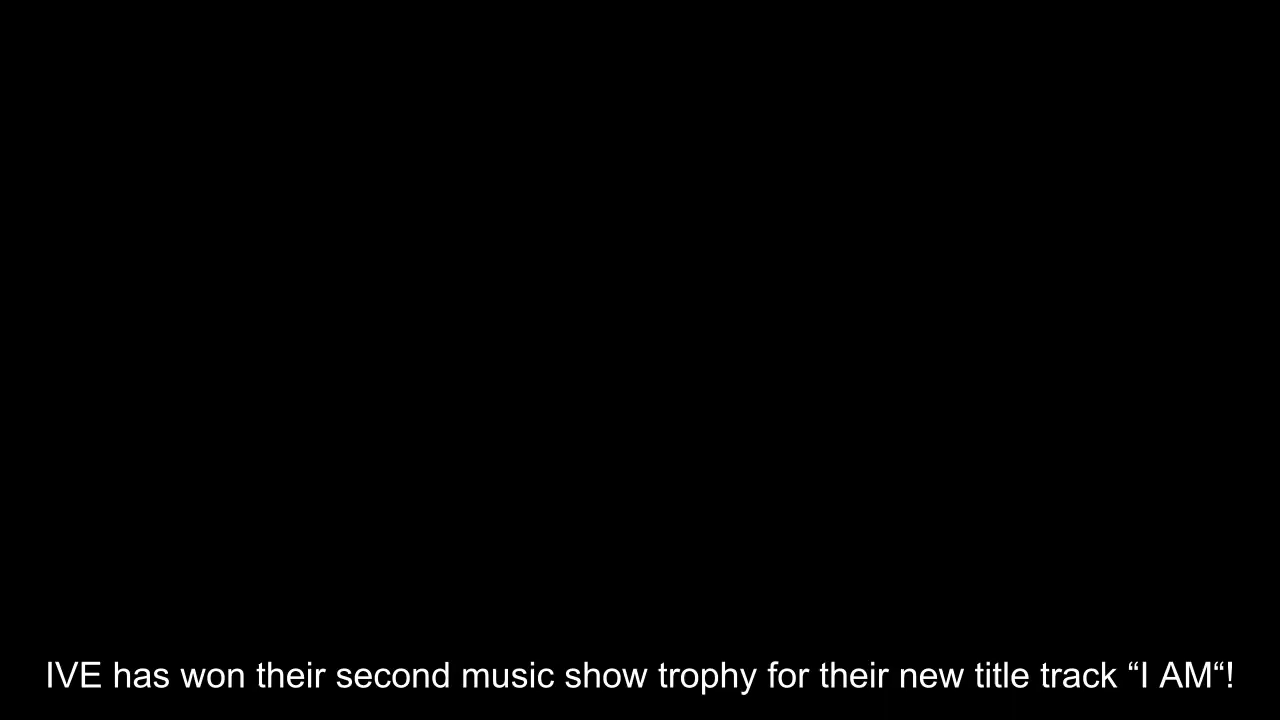 IVE has won their second music show trophy for their new title track “I AM“!